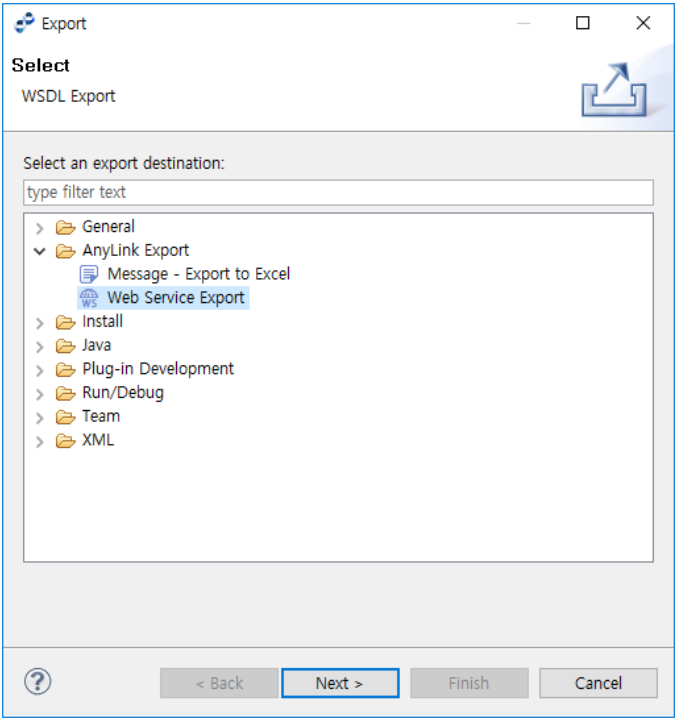 Export
Select
WSDL Export
Select an export destination:
type filter text
General
AnyLink Export
Message - Export to Excel
WS Web Service Export
Install
Java
Plug-in Development
Run/Debug
Team
XML
? < Back Next > Finish Cancel